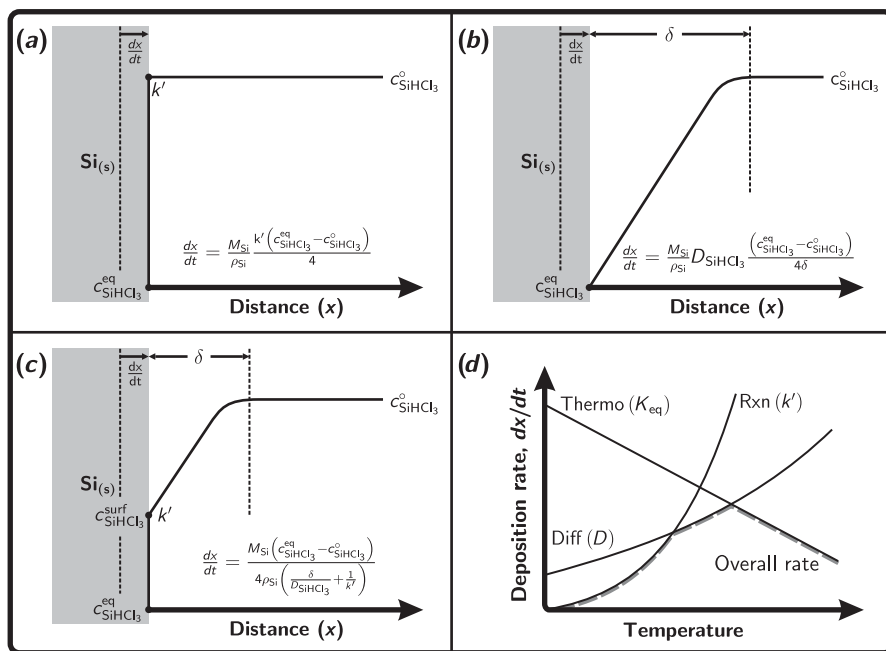 (a)
dx/dt
k′
c°SiHCl3
Si(s)
dx/dt = MSi/ρSi k′(c^eq SiHCl3 − c° SiHCl3)/4
c^eq SiHCl3
Distance (x)
(b)
dx/dt
δ
c°SiHCl3
Si(s)
dx/dt = MSi/ρSi DSiHCl3 (c^eq SiHCl3 − c° SiHCl3)/4δ
c^eq SiHCl3
Distance (x)
(c)
dx/dt
δ
c°SiHCl3
Si(s)
c^surf SiHCl3
k′
dx/dt = MSi(c^eq SiHCl3 − c° SiHCl3)/4ρSi(δ/DSiHCl3 + 1/k′)
c^eq SiHCl3
Distance (x)
(d)
Deposition rate, dx/dt
Thermo (Keq)
Rxn (k′)
Diff (D)
Overall rate
Temperature